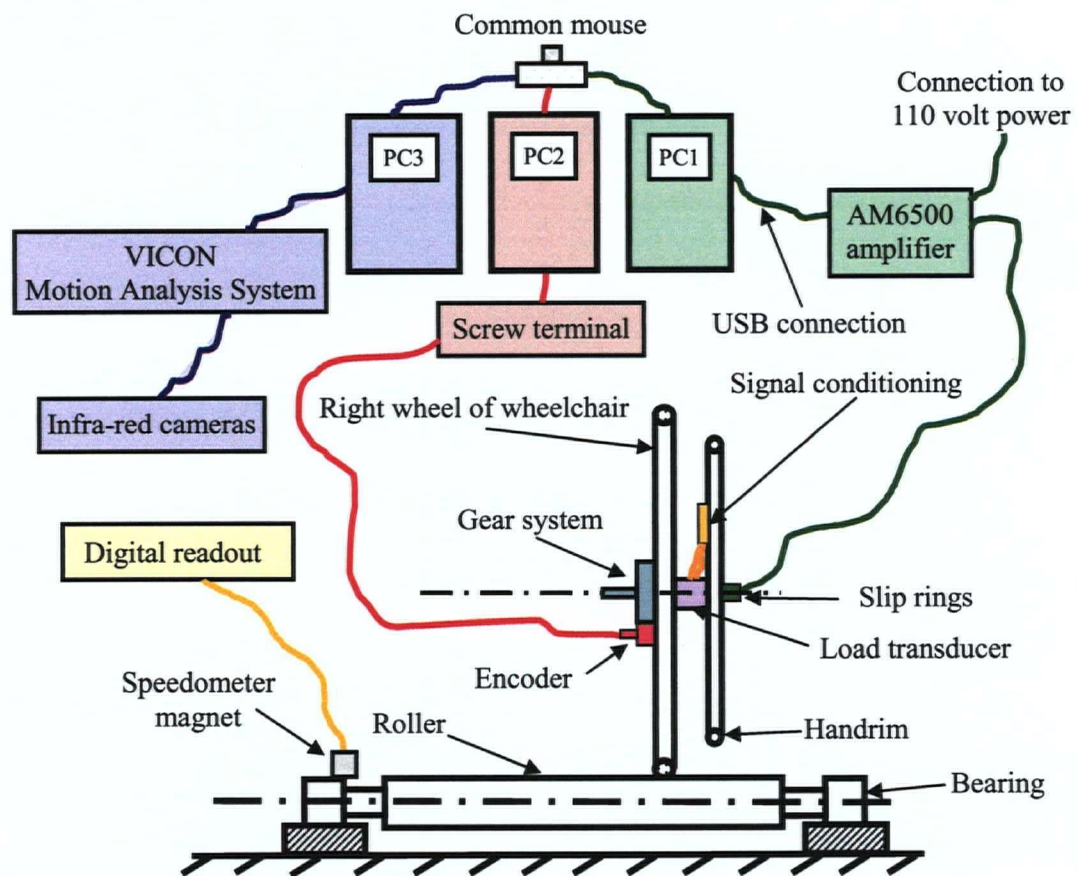 Common mouse
Connection to
110 volt power
PC3
PC2
PC1
AM6500
amplifier
VICON
Motion Analysis System
Screw terminal
USB connection
Infra-red cameras
Right wheel of wheelchair
Signal conditioning
Gear system
Digital readout
Slip rings
Load transducer
Encoder
Speedometer
magnet
Roller
Handrim
Bearing